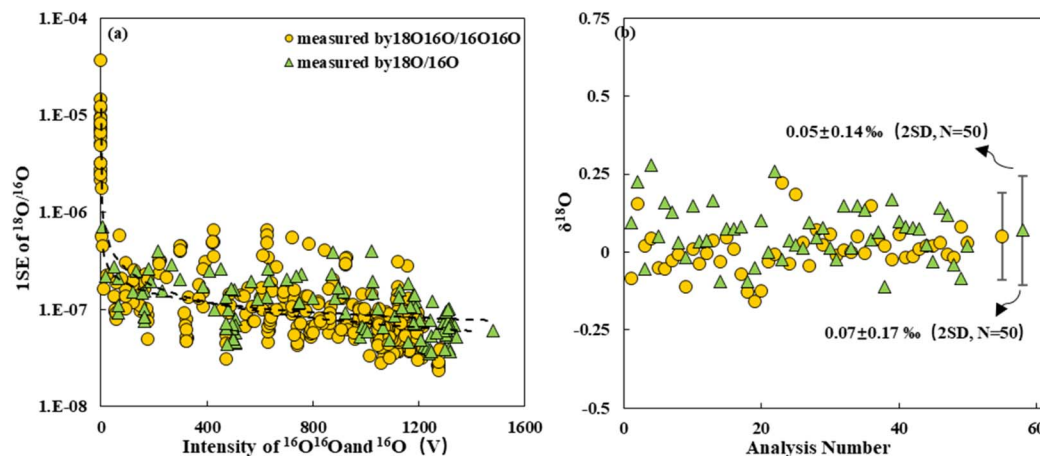 (a)
measured by18O16O/16O16O
measured by18O/16O
1SE of ¹⁸O/¹⁶O
1.E-04
1.E-05
1.E-06
1.E-07
1.E-08
0 400 800 1200 1600
Intensity of ¹⁶O¹⁶Oand ¹⁶O (V)
(b)
δ¹⁸O
0.75
0.5
0.25
0
-0.25
-0.5
0.05±0.14‰ (2SD, N=50)
0.07±0.17‰ (2SD, N=50)
0 20 40 60
Analysis Number